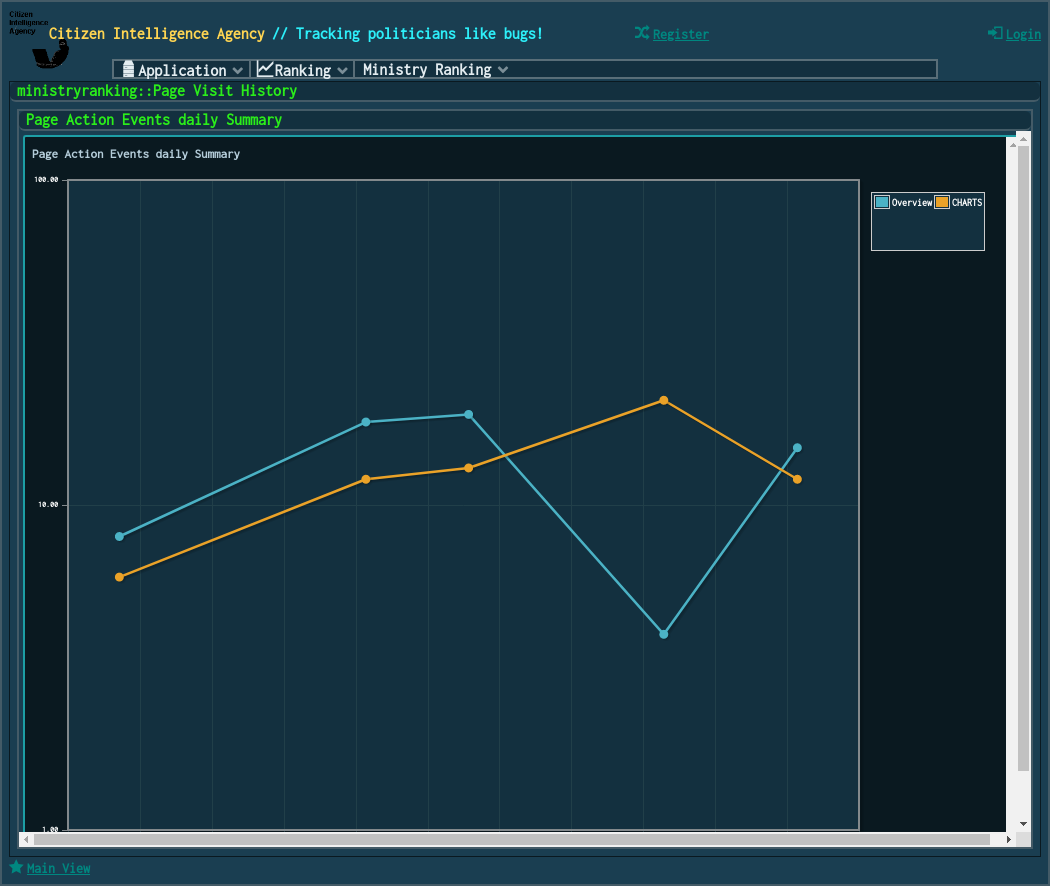 Citizen
Intelligence
Agency
Citizen Intelligence Agency // Tracking politicians like bugs!
Register
Login
Application
Ranking
Ministry Ranking
ministryranking::Page Visit History
Page Action Events daily Summary
Page Action Events daily Summary
100.00
Overview CHARTS
10.00
1.00
Main View